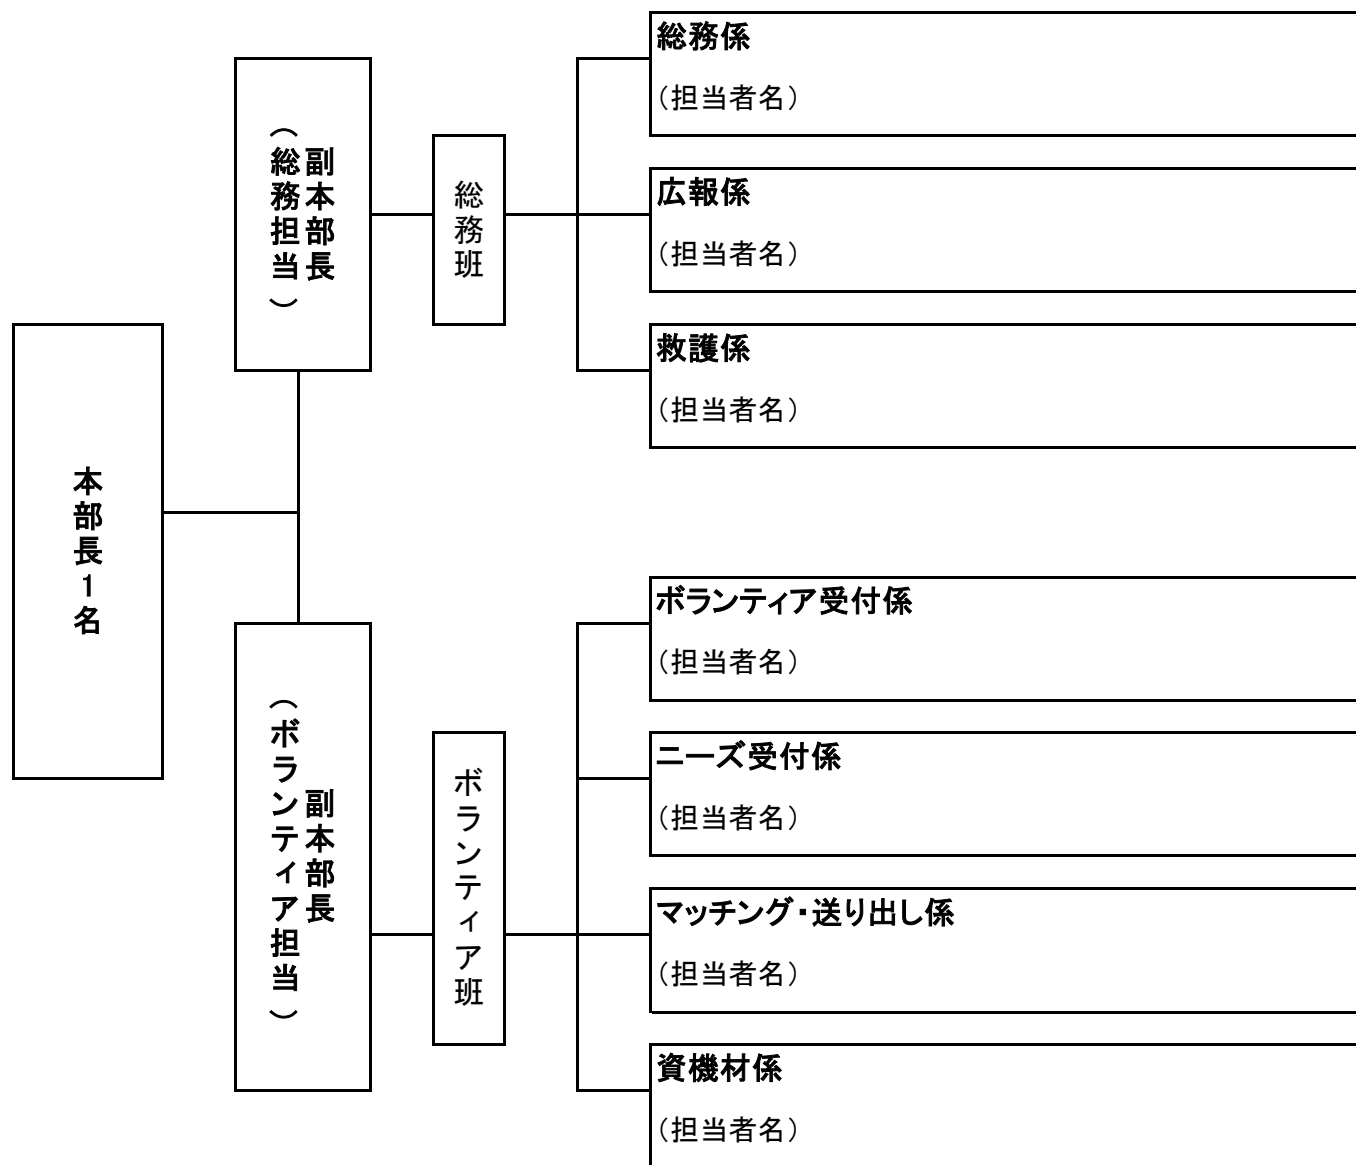 本部長1名
副本部長
（総務担当）
総務班
総務係
（担当者名）
広報係
（担当者名）
救護係
（担当者名）
副本部長
（ボランティア担当）
ボランティア班
ボランティア受付係
（担当者名）
ニーズ受付係
（担当者名）
マッチング・送り出し係
（担当者名）
資機材係
（担当者名）